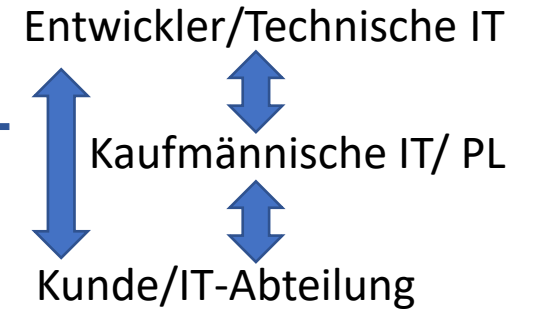 Entwickler/Technische IT
Kaufmännische IT/ PL
Kunde/IT-Abteilung